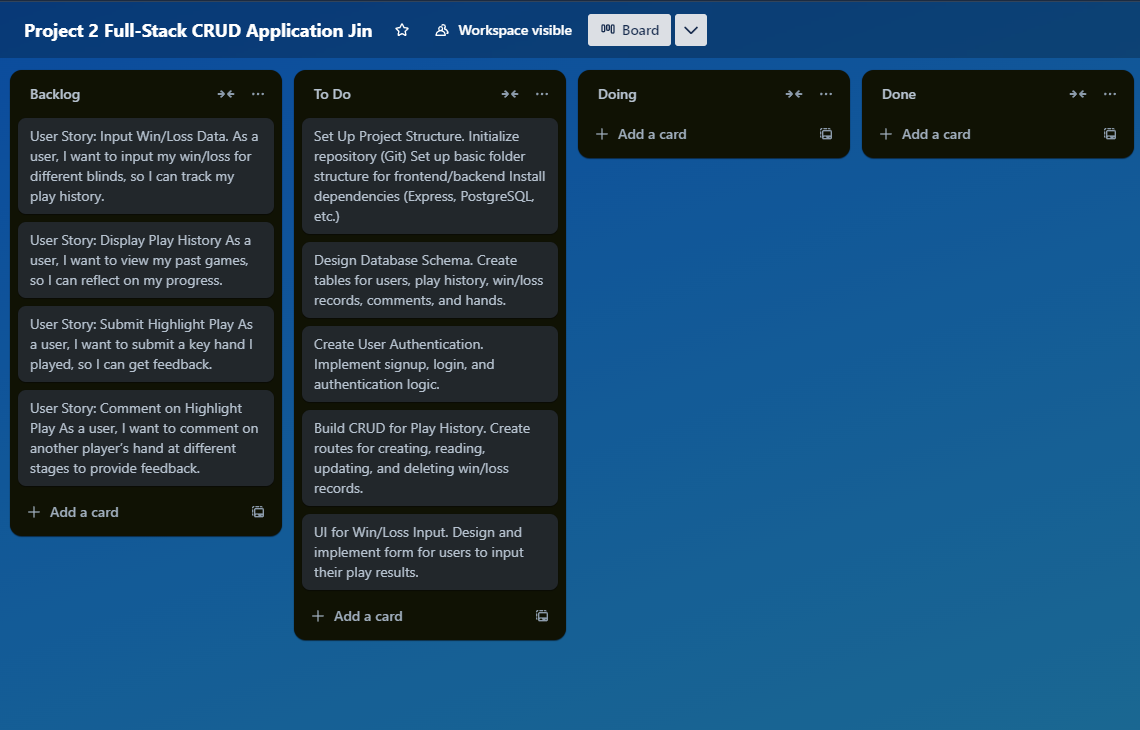 Project 2 Full-Stack CRUD Application Jin
Workspace visible
Board
Backlog
User Story: Input Win/Loss Data. As a
user, I want to input my win/loss for
different blinds, so I can track my
play history.
User Story: Display Play History As a
user, I want to view my past games,
so I can reflect on my progress.
User Story: Submit Highlight Play As
a user, I want to submit a key hand I
played, so I can get feedback.
User Story: Comment on Highlight
Play As a user, I want to comment on
another player’s hand at different
stages to provide feedback.
Add a card
To Do
Set Up Project Structure. Initialize
repository (Git) Set up basic folder
structure for frontend/backend Install
dependencies (Express, PostgreSQL,
etc.)
Design Database Schema. Create
tables for users, play history, win/loss
records, comments, and hands.
Create User Authentication.
Implement signup, login, and
authentication logic.
Build CRUD for Play History. Create
routes for creating, reading,
updating, and deleting win/loss
records.
UI for Win/Loss Input. Design and
implement form for users to input
their play results.
Add a card
Doing
Add a card
Done
Add a card